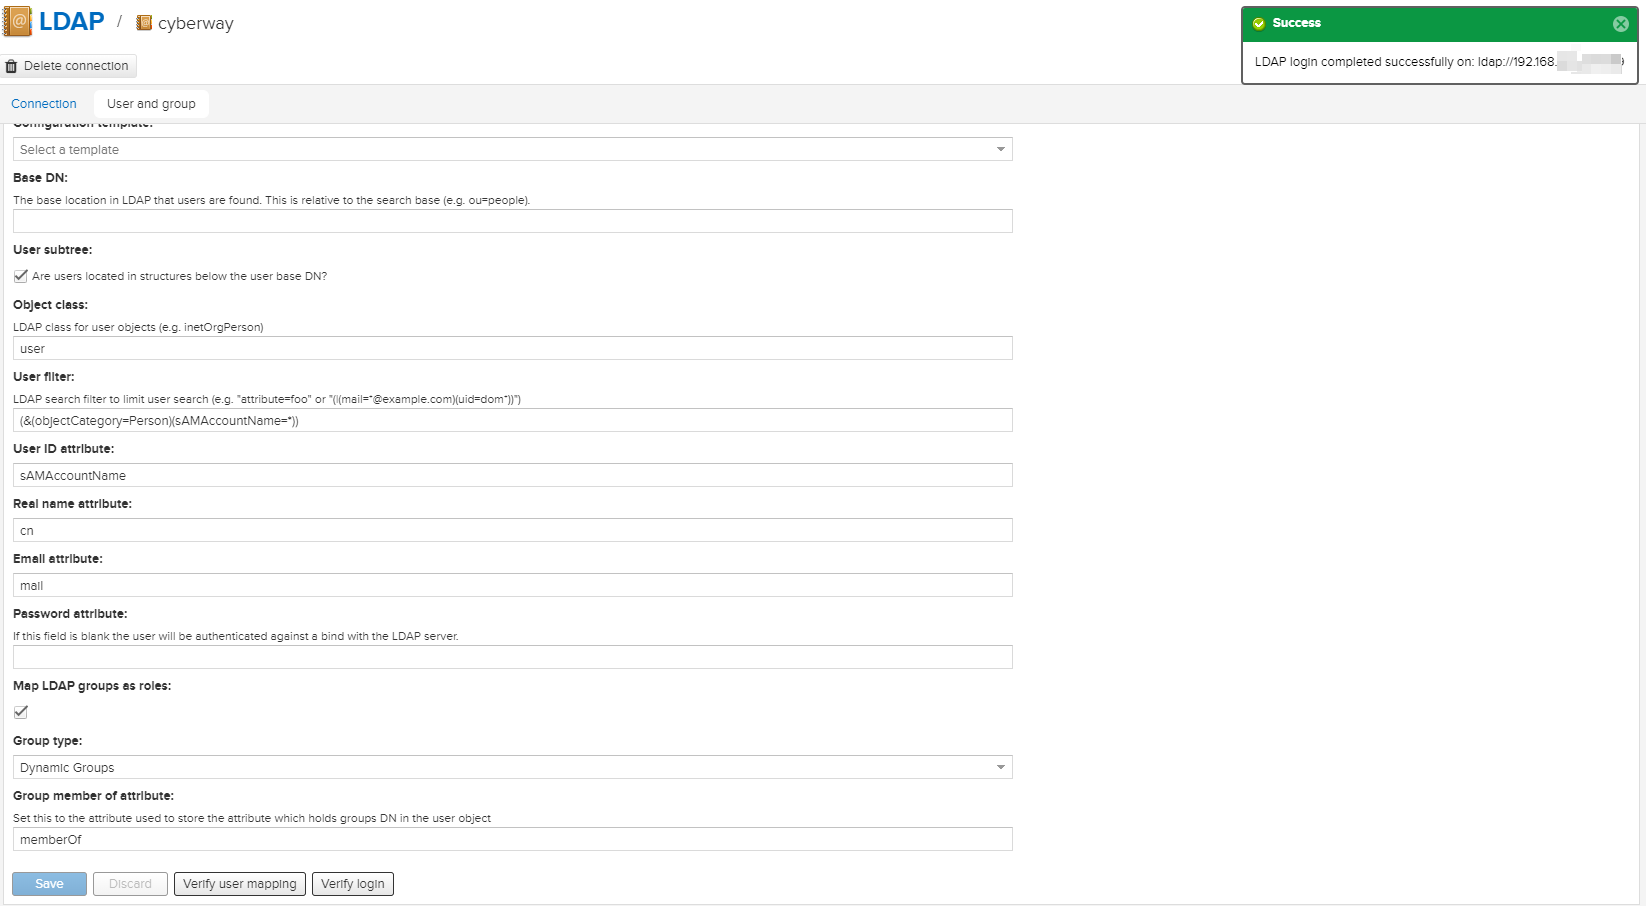 LDAP / cyberway
Success
LDAP login completed successfully on: ldap://192.168.
Delete connection
Connection
User and group
Configuration template:
Select a template
Base DN:
The base location in LDAP that users are found. This is relative to the search base (e.g. ou=people).
User subtree:
Are users located in structures below the user base DN?
Object class:
LDAP class for user objects (e.g. inetOrgPerson)
user
User filter:
LDAP search filter to limit user search (e.g. "attribute=foo" or "(|(mail=*@example.com)(uid=dom*))")
(&(objectCategory=Person)(sAMAccountName=*))
User ID attribute:
sAMAccountName
Real name attribute:
cn
Email attribute:
mail
Password attribute:
If this field is blank the user will be authenticated against a bind with the LDAP server.
Map LDAP groups as roles:
Group type:
Dynamic Groups
Group member of attribute:
Set this to the attribute used to store the attribute which holds groups DN in the user object
memberOf
Save
Discard
Verify user mapping
Verify login